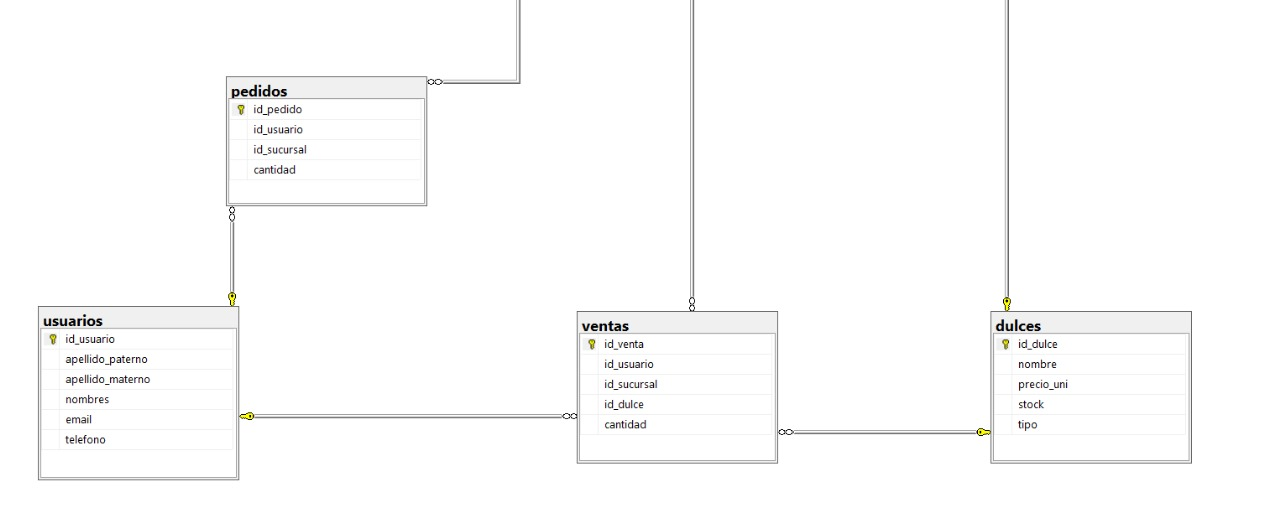 pedidos
id_pedido
id_usuario
id_sucursal
cantidad
usuarios
id_usuario
apellido_paterno
apellido_materno
nombres
email
telefono
ventas
id_venta
id_usuario
id_sucursal
id_dulce
cantidad
dulces
id_dulce
nombre
precio_uni
stock
tipo